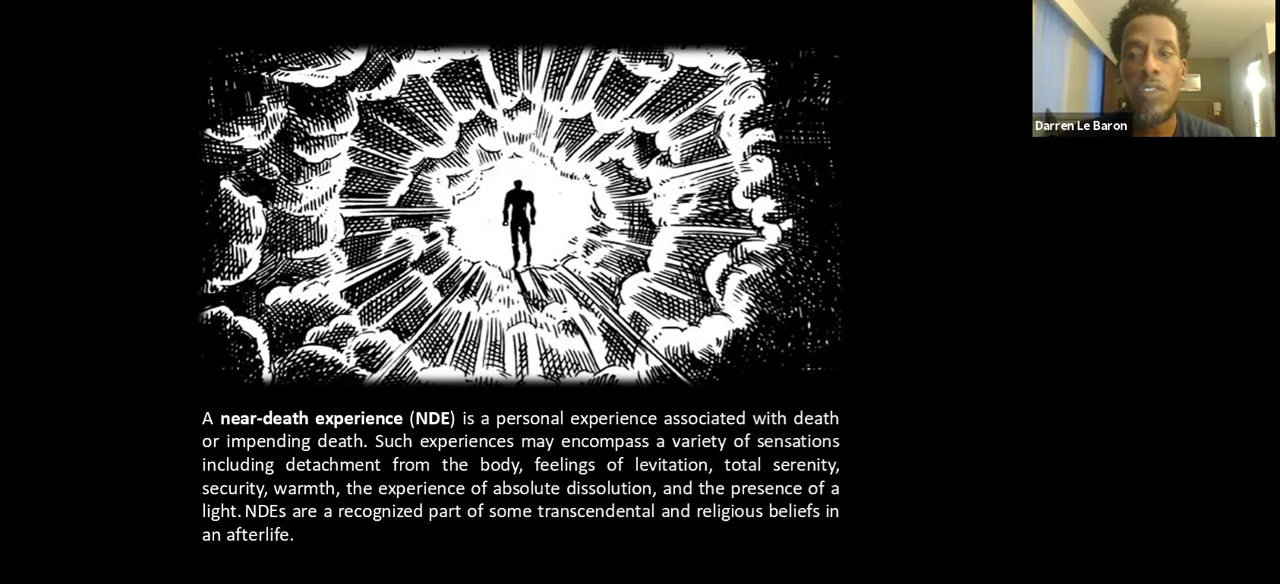 Darren Le Baron
A near-death experience (NDE) is a personal experience associated with death
or impending death. Such experiences may encompass a variety of sensations
including detachment from the body, feelings of levitation, total serenity,
security, warmth, the experience of absolute dissolution, and the presence of a
light. NDEs are a recognized part of some transcendental and religious beliefs in
an afterlife.